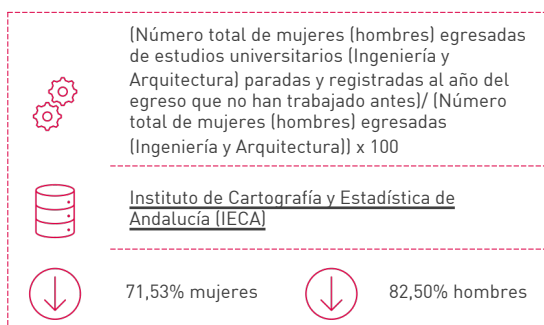 (Número total de mujeres (hombres) egresadas
de estudios universitarios (Ingeniería y
Arquitectura) paradas y registradas al año del
egreso que no han trabajado antes)/ (Número
total de mujeres (hombres) egresadas
(Ingeniería y Arquitectura)) x 100
Instituto de Cartografía y Estadística de
Andalucía (IECA)
71,53% mujeres 82,50% hombres